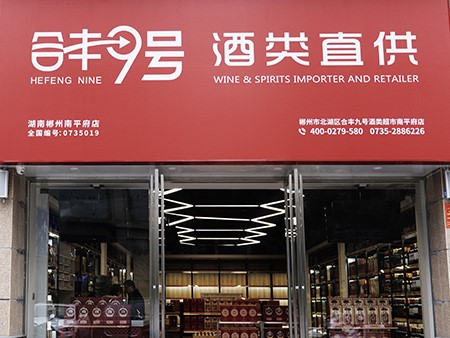 合丰9号
HEFENG NINE
酒类直供
WINE & SPIRITS IMPORTER AND RETAILER
湖南郴州南平府店
全国编号:0735019
郴州市北湖区合丰九号酒类超市南平府店
400-0279-580 0735-2886226